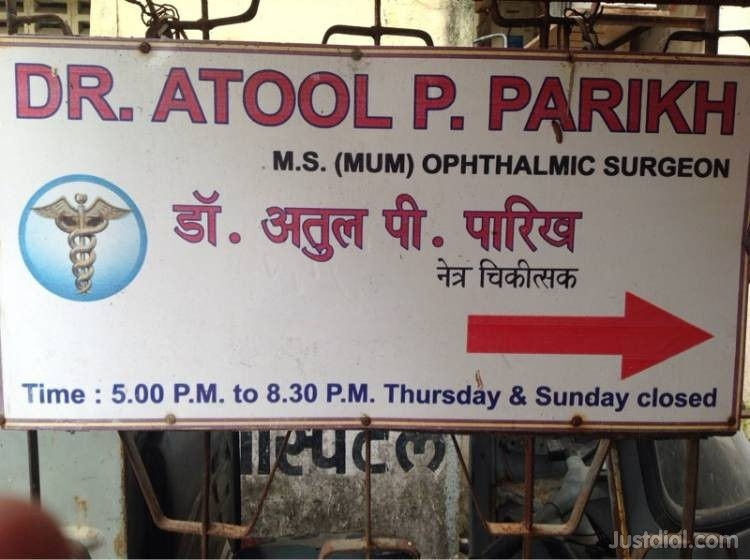 DR. ATOOL P. PARIKH
M.S. (MUM) OPHTHALMIC SURGEON
डॉ. अतुल पी. पारिख
नेत्र चिकीत्सक
Time : 5.00 P.M. to 8.30 P.M. Thursday & Sunday closed
Justdial.com